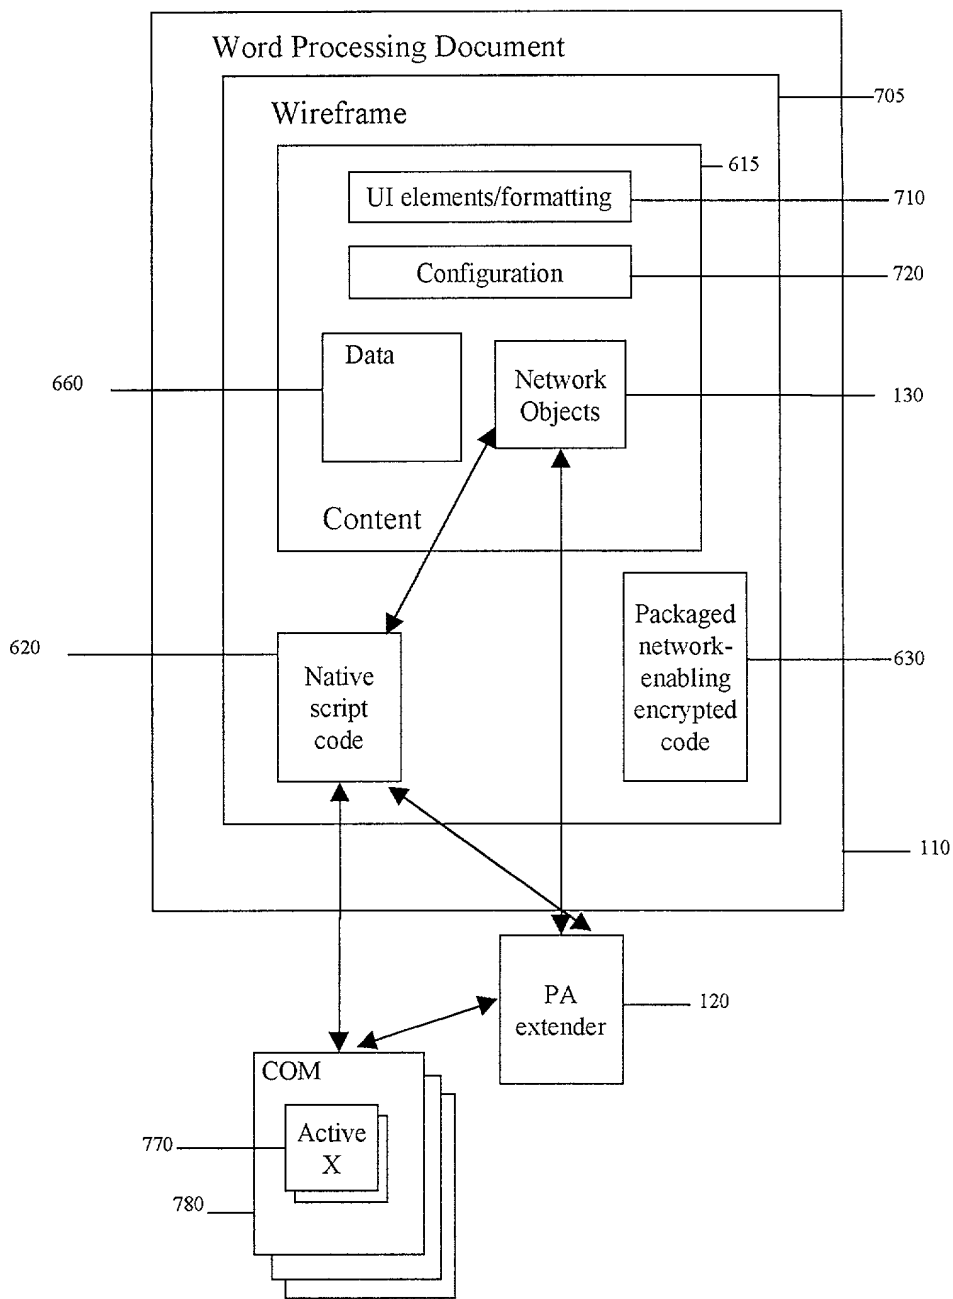 Word Processing Document
705
Wireframe
615
UI elements/formatting
710
Configuration
720
Data
660
Network
Objects
130
Content
Packaged
network-
enabling
encrypted
code
630
620
Native
script
code
110
PA
extender
120
COM
Active
X
770
780